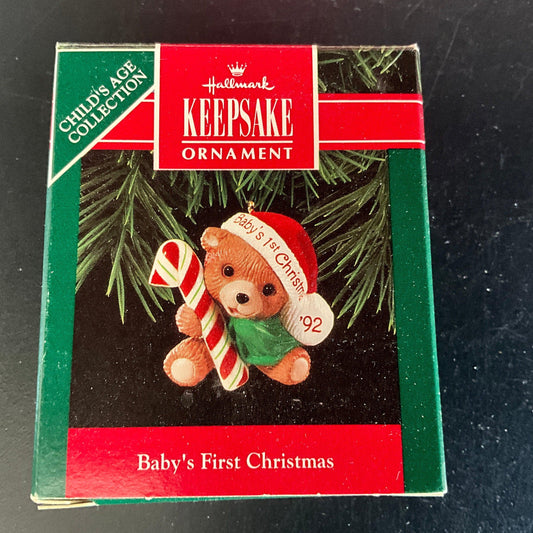 CHILD'S AGE
COLLECTION
Hallmark
KEEPSAKE
ORNAMENT
Baby's 1st Christmas
'92
Baby's First Christmas